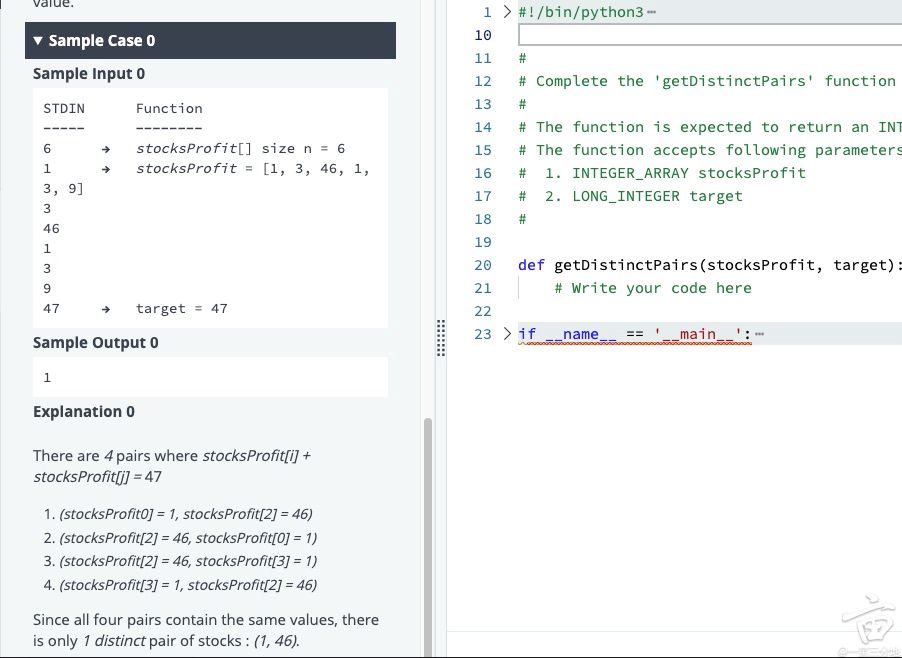 value.
▼ Sample Case 0
Sample Input 0
STDIN Function
----- --------
6 → stocksProfit[] size n = 6
1 → stocksProfit = [1, 3, 46, 1,
3, 9]
3
46
1
3
9
47 → target = 47
Sample Output 0
1
Explanation 0
There are 4 pairs where stocksProfit[i] +
stocksProfit[j] = 47
1. (stocksProfit0] = 1, stocksProfit[2] = 46)
2. (stocksProfit[2] = 46, stocksProfit[0] = 1)
3. (stocksProfit[2] = 46, stocksProfit[3] = 1)
4. (stocksProfit[3] = 1, stocksProfit[2] = 46)
Since all four pairs contain the same values, there
is only 1 distinct pair of stocks : (1, 46).
1 > #!/bin/python3⋯
10
11 #
12 # Complete the 'getDistinctPairs' function
13 #
14 # The function is expected to return an INT
15 # The function accepts following parameters
16 # 1. INTEGER_ARRAY stocksProfit
17 # 2. LONG_INTEGER target
18 #
19
20 def getDistinctPairs(stocksProfit, target):
21 # Write your code here
22
23 > if __name__ == '__main__':⋯